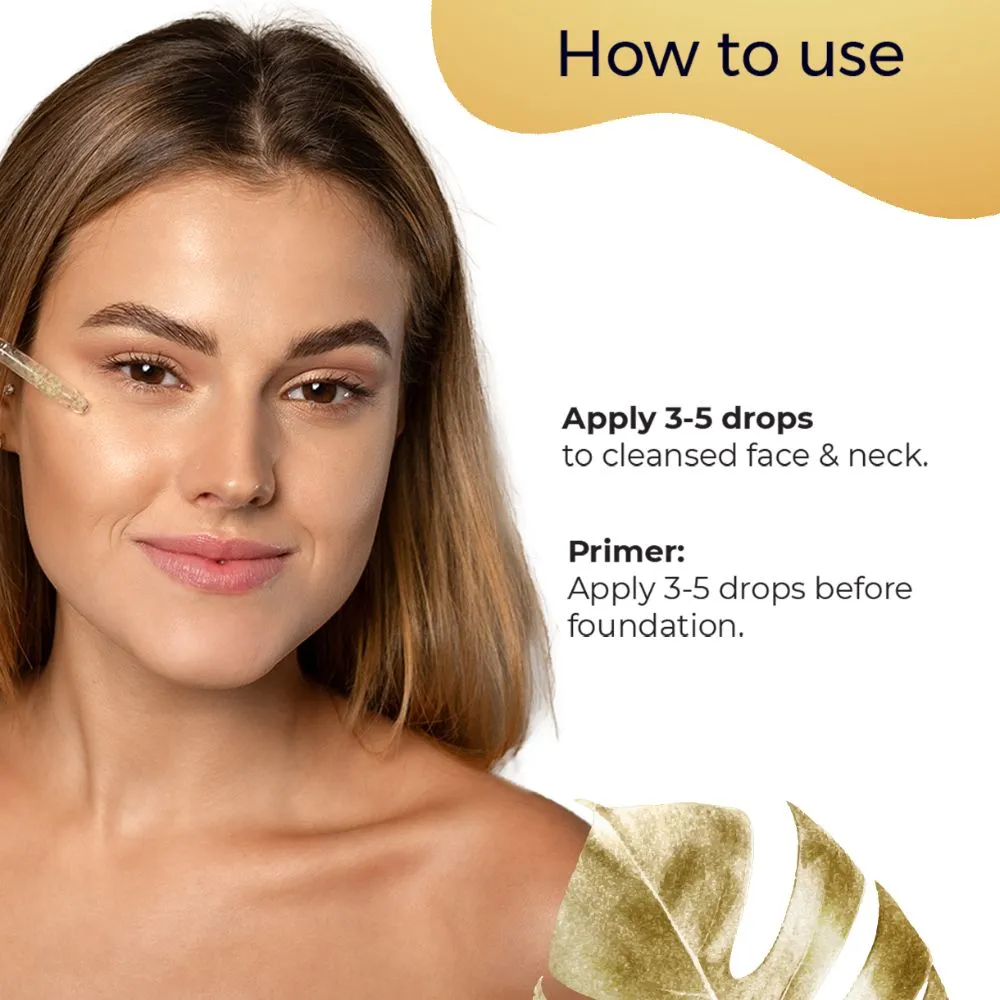 How to use
Apply 3-5 drops
to cleansed face & neck.
Primer:
Apply 3-5 drops before
foundation.